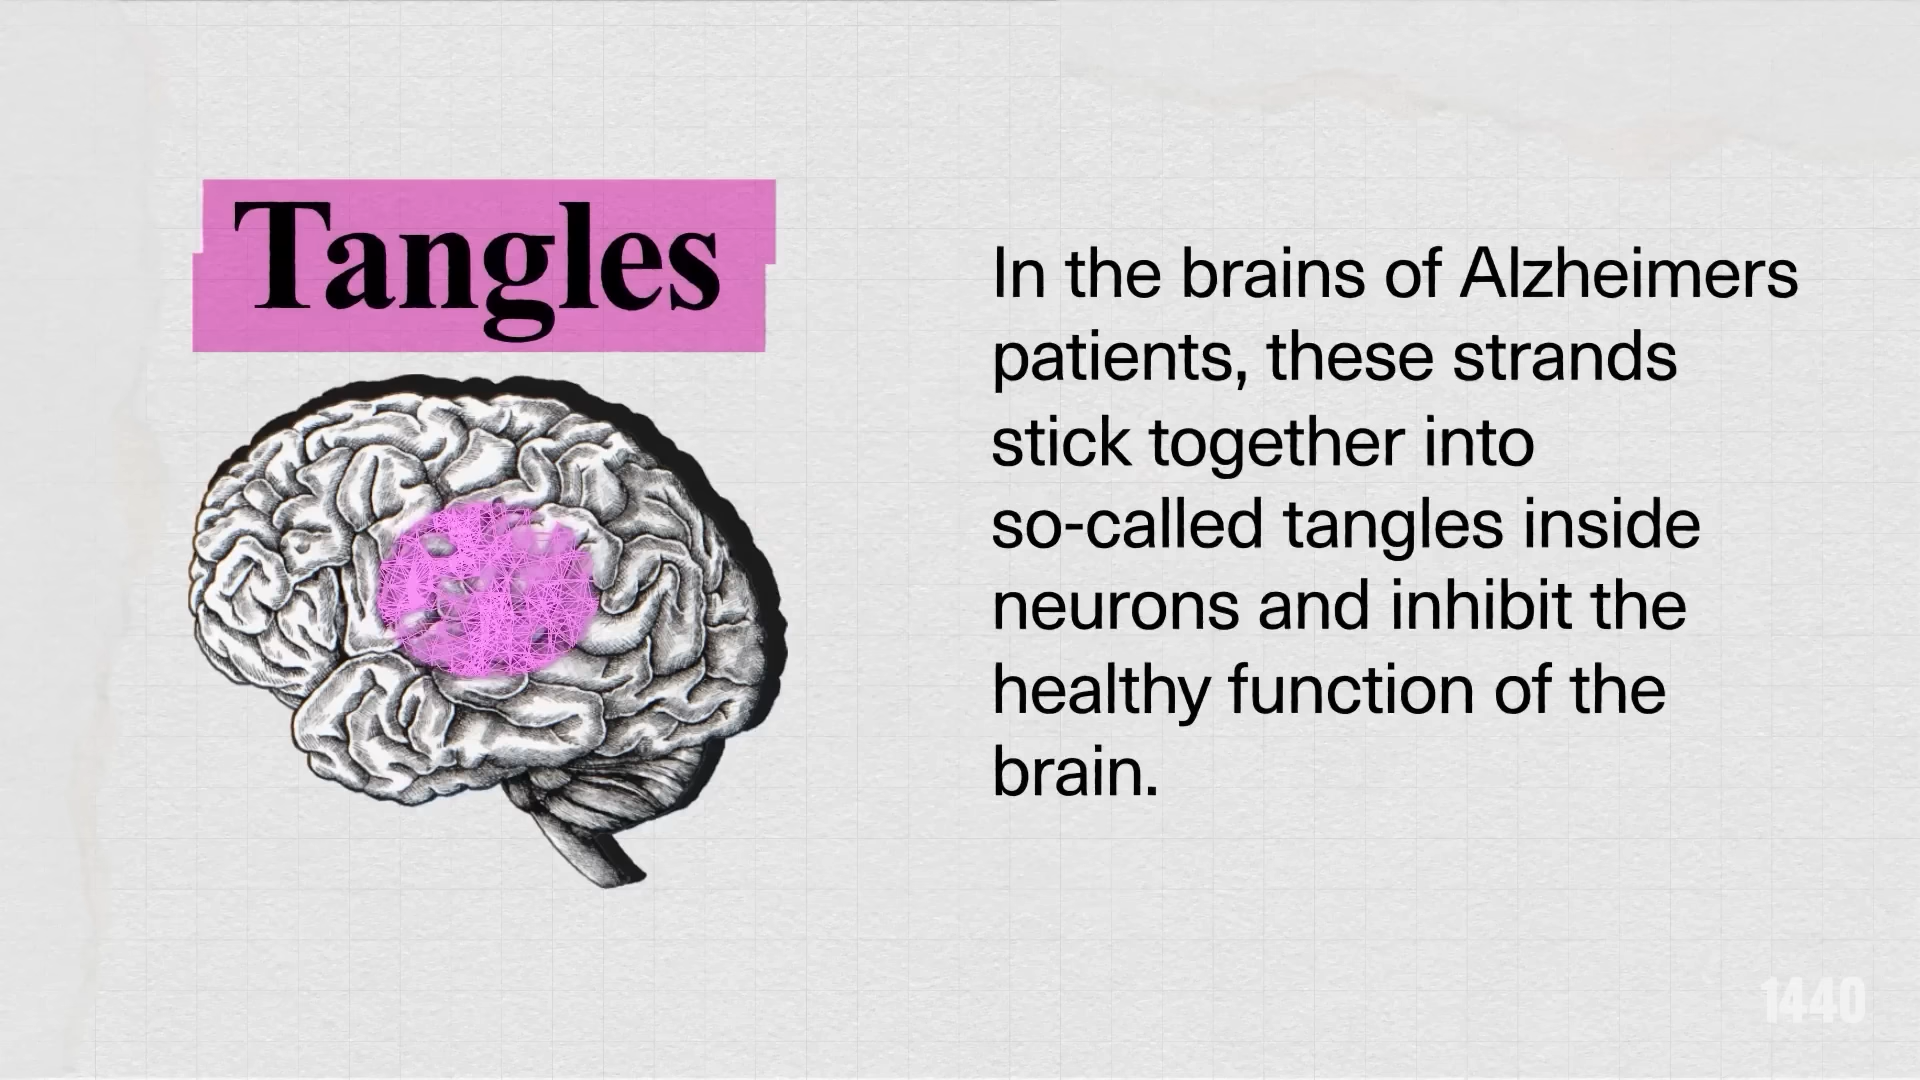 Tangles
In the brains of Alzheimers
patients, these strands
stick together into
so-called tangles inside
neurons and inhibit the
healthy function of the
brain.
1440